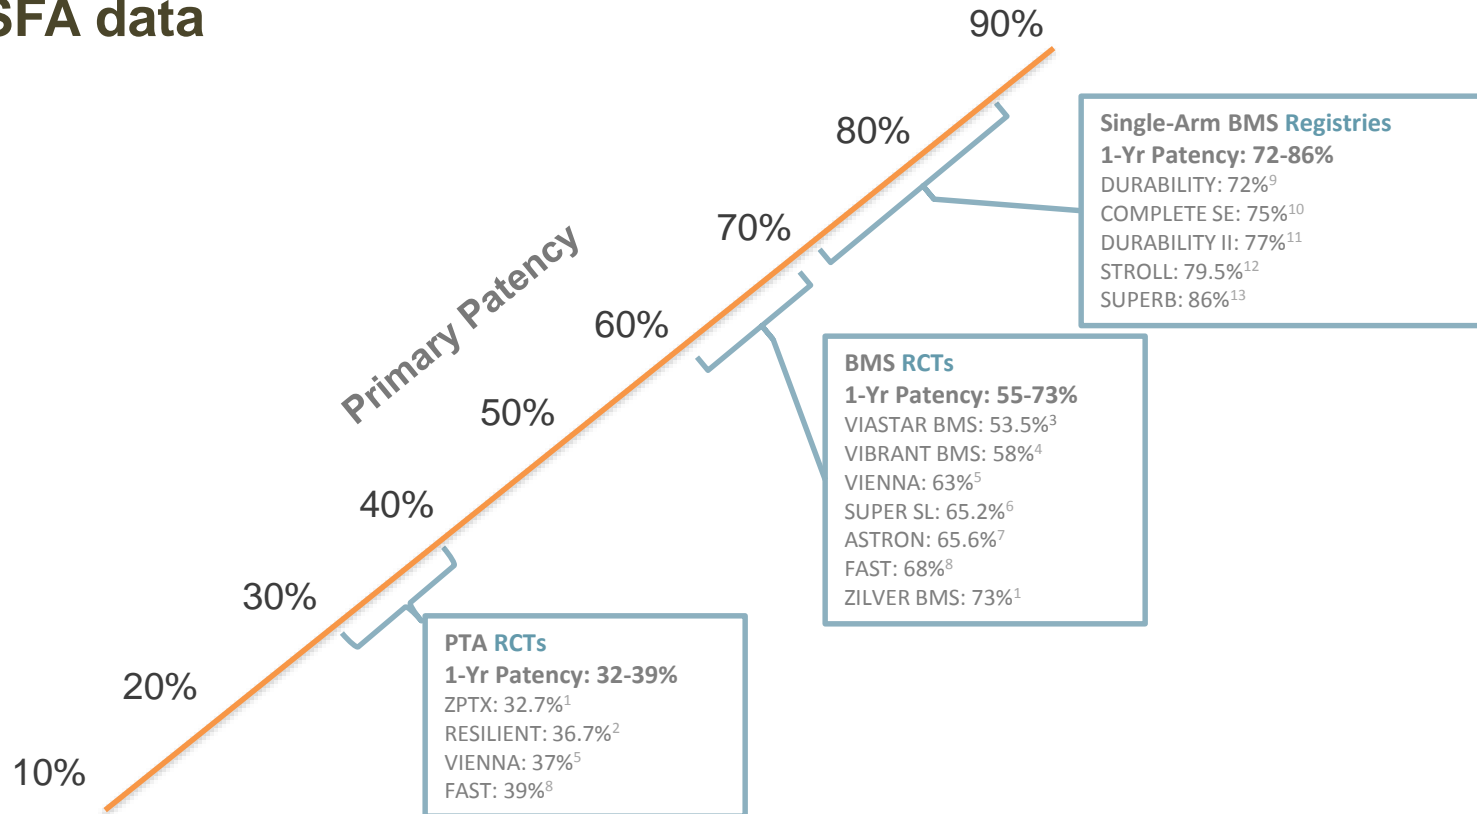 SFA data
90%
80%
70%
60%
50%
40%
30%
20%
10%
Primary Patency
Single-Arm BMS Registries
1-Yr Patency: 72-86%
DURABILITY: 72%9
COMPLETE SE: 75%10
DURABILITY II: 77%11
STROLL: 79.5%12
SUPERB: 86%13
BMS RCTs
1-Yr Patency: 55-73%
VIASTAR BMS: 53.5%3
VIBRANT BMS: 58%4
VIENNA: 63%5
SUPER SL: 65.2%6
ASTRON: 65.6%7
FAST: 68%8
ZILVER BMS: 73%1
PTA RCTs
1-Yr Patency: 32-39%
ZPTX: 32.7%1
RESILIENT: 36.7%2
VIENNA: 37%5
FAST: 39%8